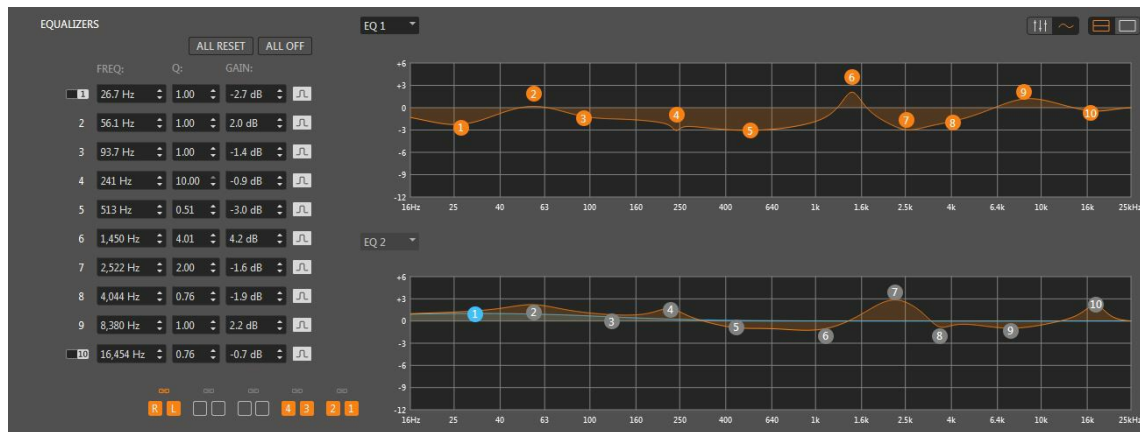 EQUALIZERS
EQ 1
ALL RESET ALL OFF
FREQ: Q: GAIN:
1 26.7 Hz 1.00 -2.7 dB
2 56.1 Hz 1.00 2.0 dB
3 93.7 Hz 1.00 -1.4 dB
4 241 Hz 10.00 -0.9 dB
5 513 Hz 0.51 -3.0 dB
6 1,450 Hz 4.01 4.2 dB
7 2,522 Hz 2.00 -1.6 dB
8 4,044 Hz 0.76 -1.9 dB
9 8,380 Hz 1.00 2.2 dB
10 16,454 Hz 0.76 -0.7 dB
R L 4 3 2 1
+6
+3
0
-3
-6
-9
-12
1 2 3 4 5 6 7 8 9 10
16Hz 25 40 63 100 160 250 400 640 1k 1.6k 2.5k 4k 6.4k 10k 16k 25kHz
EQ 2
+6
+3
0
-3
-6
-9
-12
1 2 3 4 5 6 7 8 9 10
16Hz 25 40 63 100 160 250 400 640 1k 1.6k 2.5k 4k 6.4k 10k 16k 25kHz